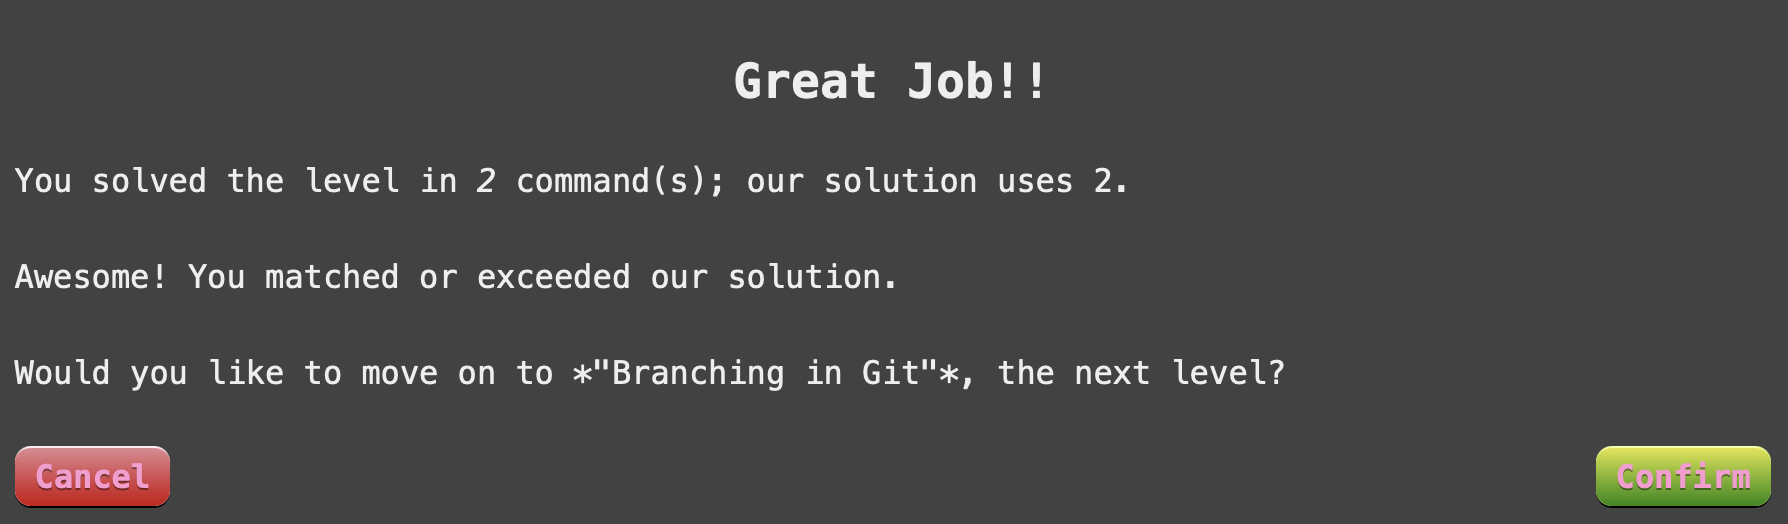 Great Job!!
You solved the level in 2 command(s); our solution uses 2.
Awesome! You matched or exceeded our solution.
Would you like to move on to *"Branching in Git"*, the next level?
Cancel
Confirm